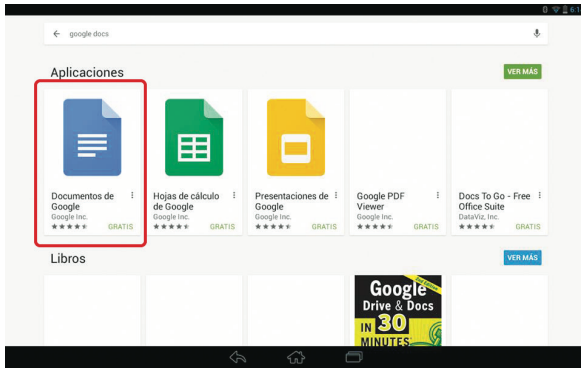 google docs
Aplicaciones
VER MÁS
Documentos de
Google
Google Inc.
GRATIS
Hojas de cálculo
de Google
Google Inc.
GRATIS
Presentaciones de
Google
Google Inc.
GRATIS
Google PDF
Viewer
Google Inc.
GRATIS
Docs To Go - Free
Office Suite
DataViz, Inc.
GRATIS
Libros
VER MÁS
Google
Drive & Docs
IN 30
MINUTES